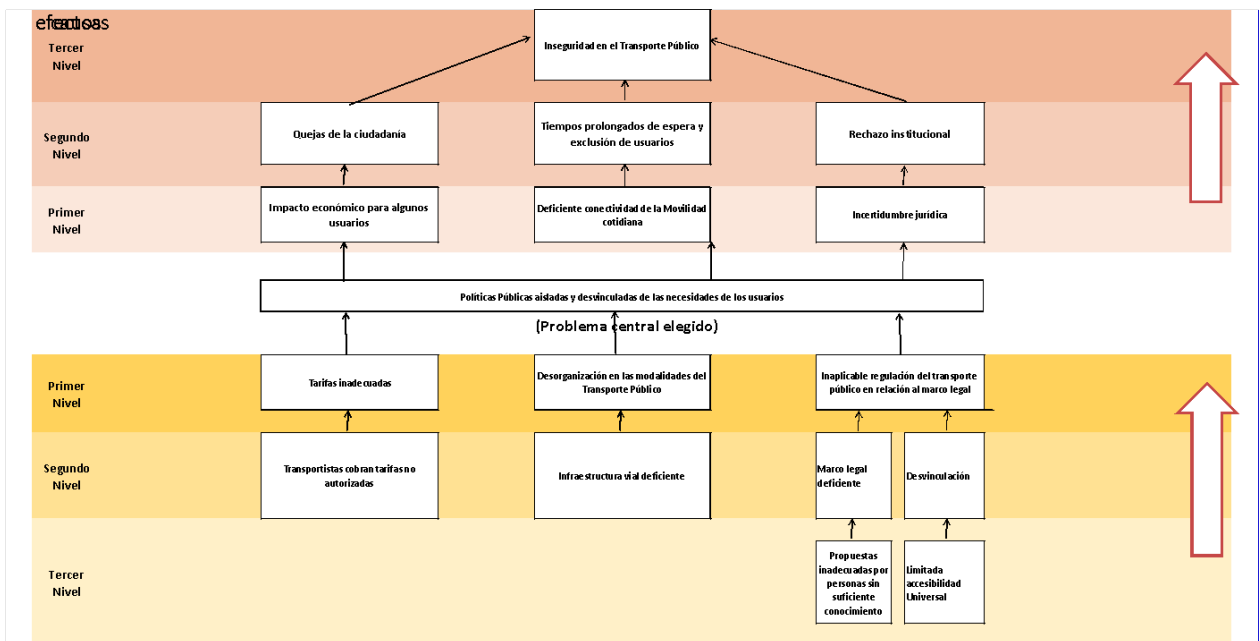 Tercer
Nivel
Inseguridad en el Transporte Público
Segundo
Nivel
Quejas de la ciudadanía
Tiempos prolongados de espera y
exclusión de usuarios
Rechazo institucional
Primer
Nivel
Impacto económico para algunos
usuarios
Deficiente conectividad de la Movilidad
cotidiana
Incertidumbre jurídica
Políticas Públicas aisladas y desvinculadas de las necesidades de los usuarios
(Problema central elegido)
Primer
Nivel
Tarifas inadecuadas
Desorganización en las modalidades del
Transporte Público
Inaplicable regulación del transporte
público en relación al marco legal
Segundo
Nivel
Transportistas cobran tarifas no
autorizadas
Infraestructura vial deficiente
Marco legal
deficiente
Desvinculación
Tercer
Nivel
Propuestas
inadecuadas por
personas sin
suficiente
conocimiento
Limitada
accesibilidad
Universal